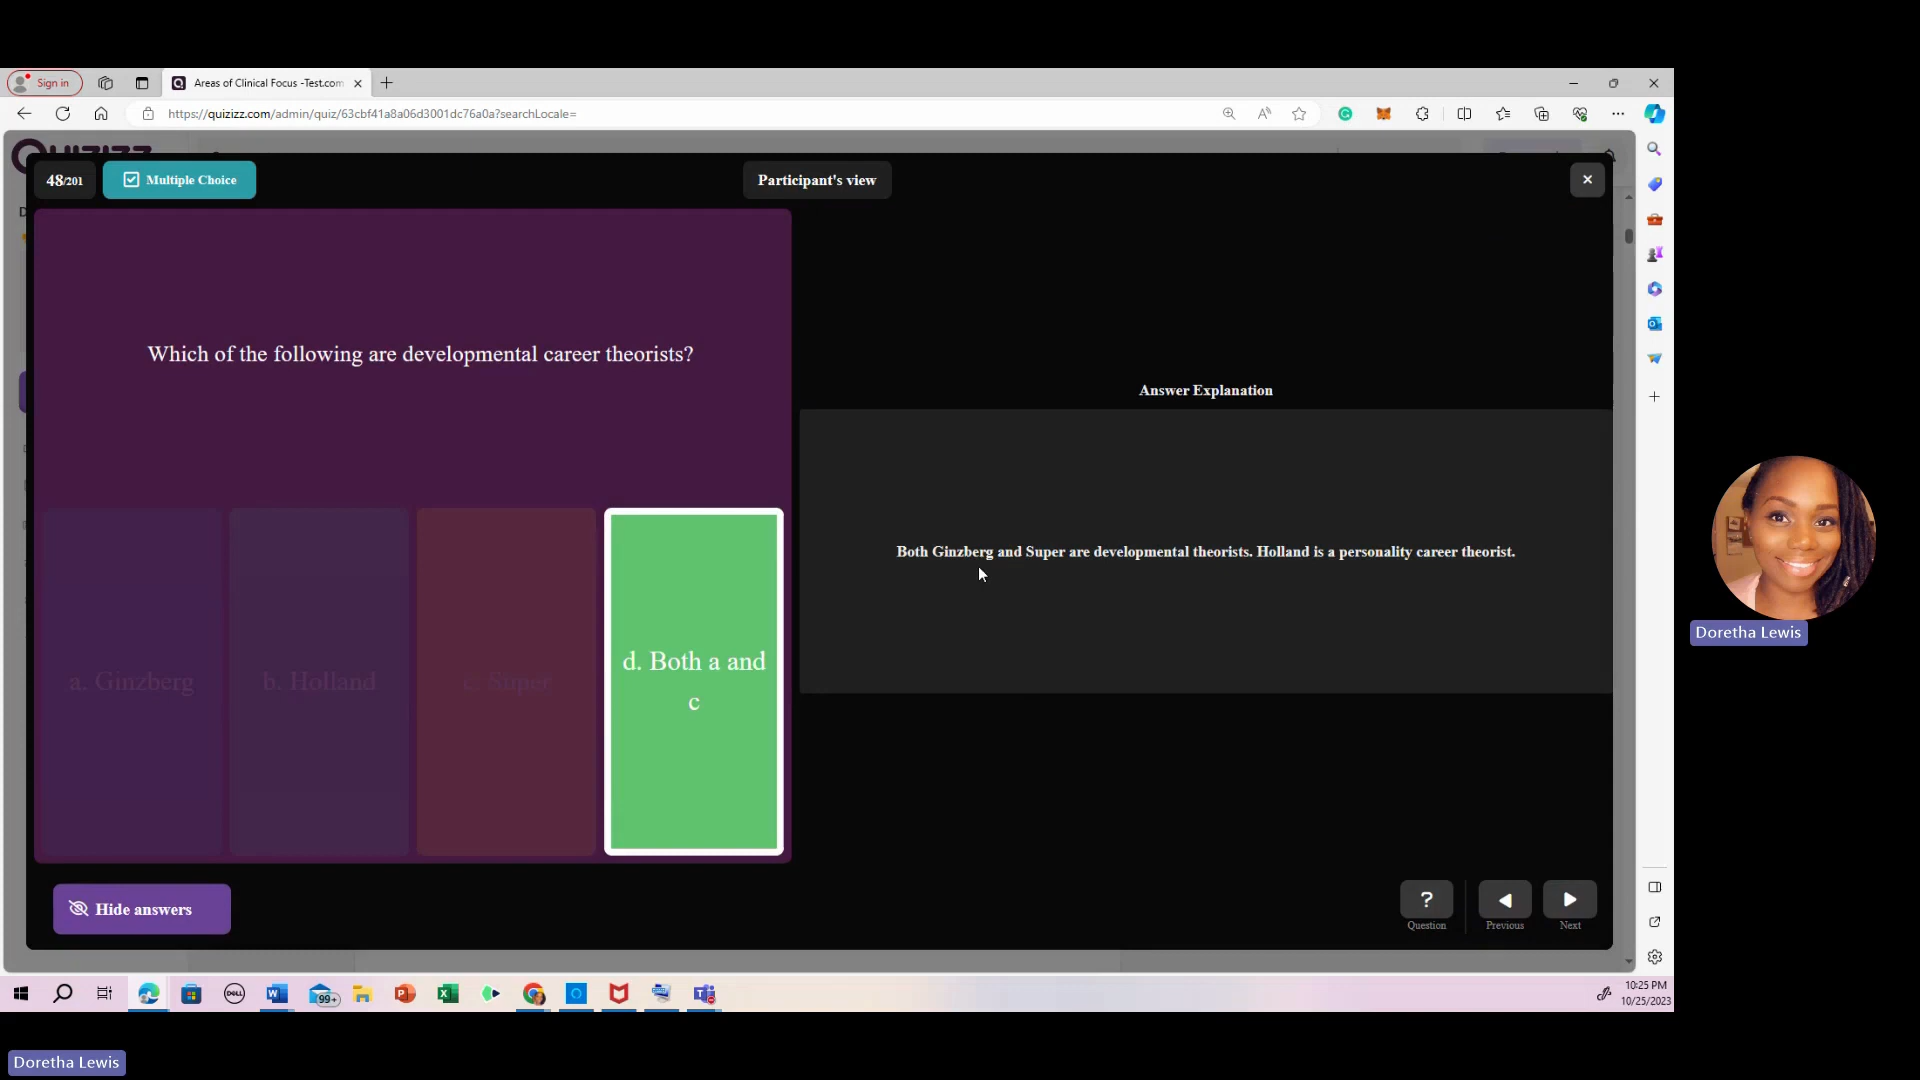 Sign in
Areas of Clinical Focus -Test.com
https://quizizz.com/admin/quiz/63cbf41a8a06d3001dc76a0a?searchLocale=
48/201
Multiple Choice
Participant's view
Which of the following are developmental career theorists?
a. Ginzberg
b. Holland
c. Super
d. Both a and
c
Answer Explanation
Both Ginzberg and Super are developmental theorists. Holland is a personality career theorist.
Hide answers
?
Question
Previous
Next
DELL
99+
10:25 PM
10/25/2023
Doretha Lewis
Doretha Lewis